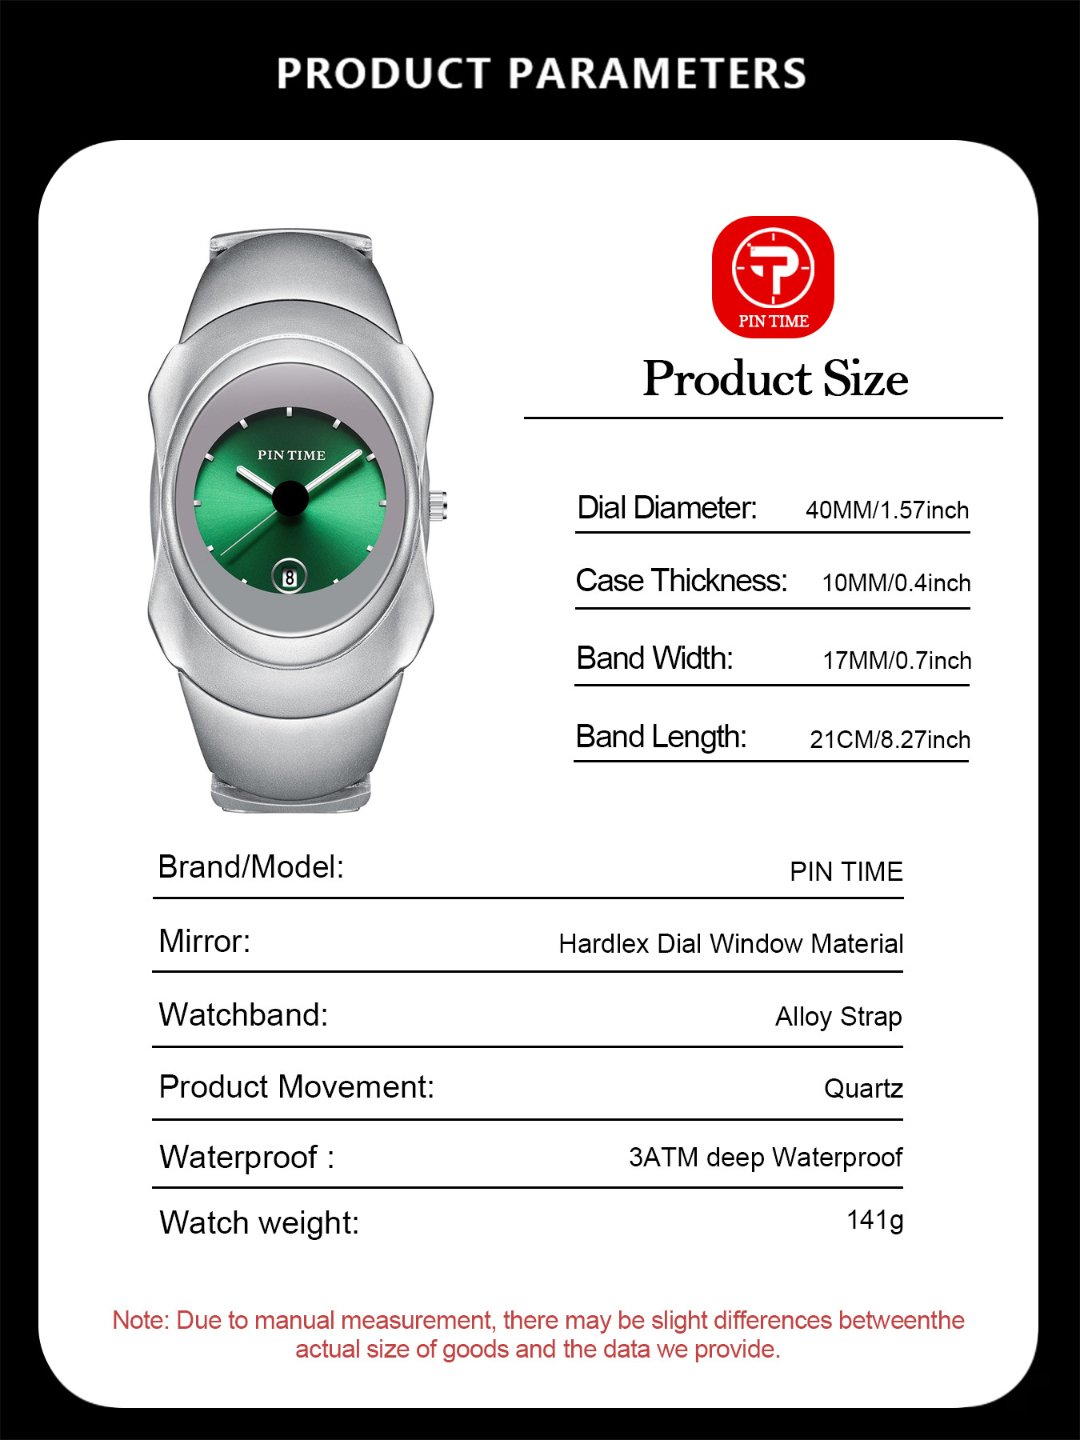 PRODUCT PARAMETERS
PIN TIME
Product Size
PIN TIME
8
Dial Diameter: 40MM/1.57inch
Case Thickness: 10MM/0.4inch
Band Width: 17MM/0.7inch
Band Length: 21CM/8.27inch
Brand/Model: PIN TIME
Mirror: Hardlex Dial Window Material
Watchband: Alloy Strap
Product Movement: Quartz
Waterproof : 3ATM deep Waterproof
Watch weight: 141g
Note: Due to manual measurement, there may be slight differences betweenthe
actual size of goods and the data we provide.